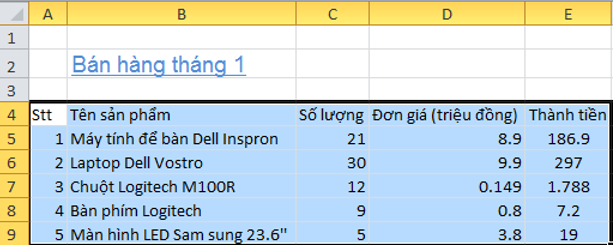 A B C D E
1
2 Bán hàng tháng 1
3
4 Stt Tên sản phẩm Số lượng Đơn giá (triệu đồng) Thành tiền
5 1 Máy tính để bàn Dell Inspron 21 8.9 186.9
6 2 Laptop Dell Vostro 30 9.9 297
7 3 Chuột Logitech M100R 12 0.149 1.788
8 4 Bàn phím Logitech 9 0.8 7.2
9 5 Màn hình LED Sam sung 23.6" 5 3.8 19